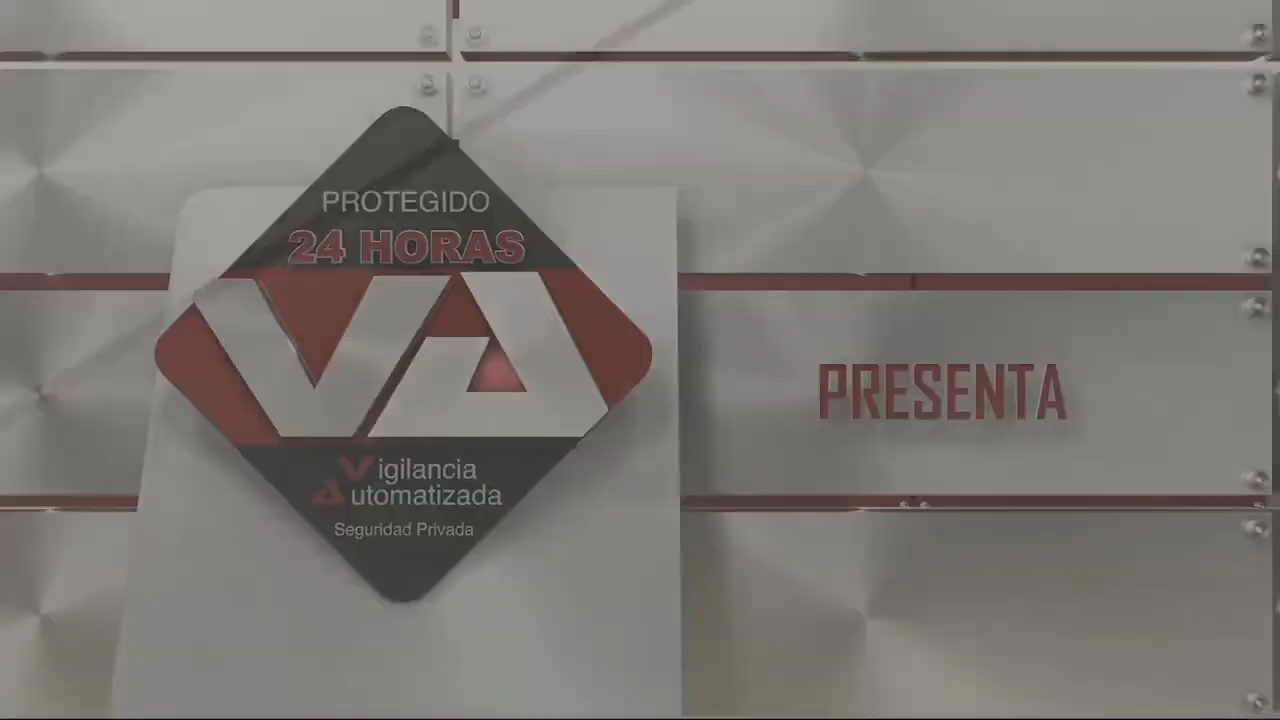 PROTEGIDO
24 HORAS
VA
Vigilancia
Automatizada
Seguridad Privada
PRESENTA